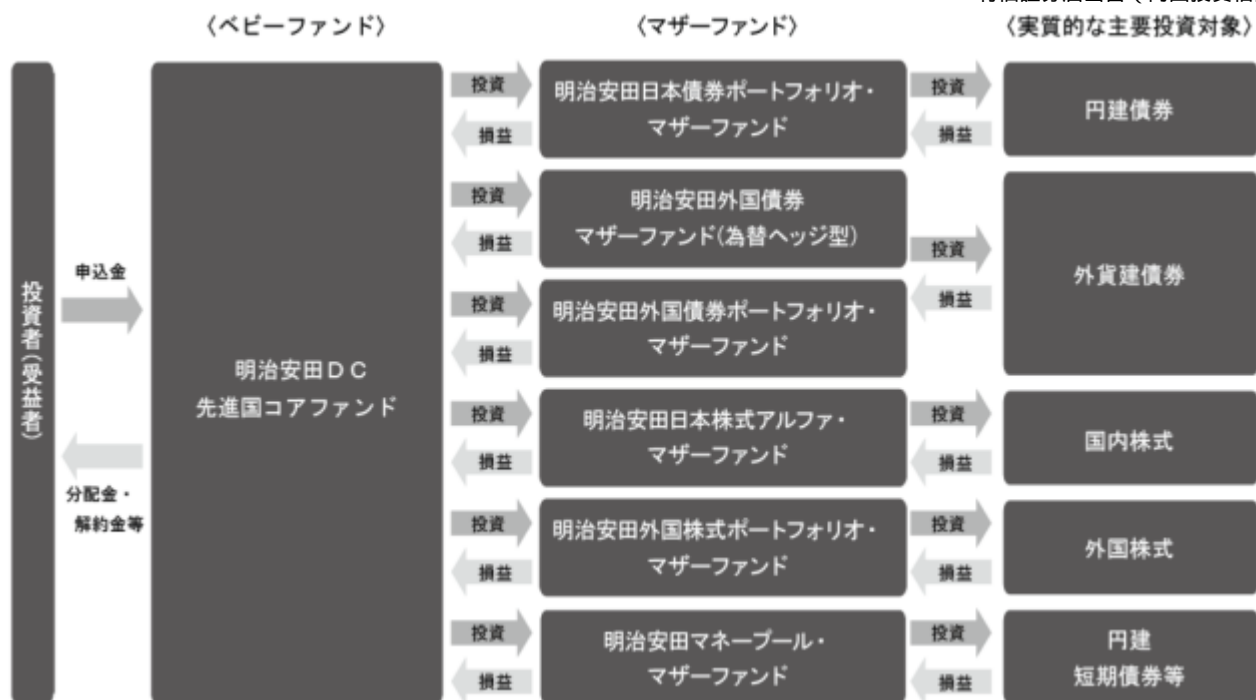 〈ベビーファンド〉
〈マザーファンド〉
〈実質的な主要投資対象〉
投資者(受益者)
申込金
分配金・
解約金等
明治安田DC
先進国コアファンド
投資
損益
明治安田日本債券ポートフォリオ・
マザーファンド
投資
損益
円建債券
投資
損益
明治安田外国債券
マザーファンド(為替ヘッジ型)
投資
損益
外貨建債券
投資
損益
明治安田外国債券ポートフォリオ・
マザーファンド
投資
損益
明治安田日本株式アルファ・
マザーファンド
投資
損益
国内株式
投資
損益
明治安田外国株式ポートフォリオ・
マザーファンド
投資
損益
外国株式
投資
損益
明治安田マネープール・
マザーファンド
投資
損益
円建
短期債券等